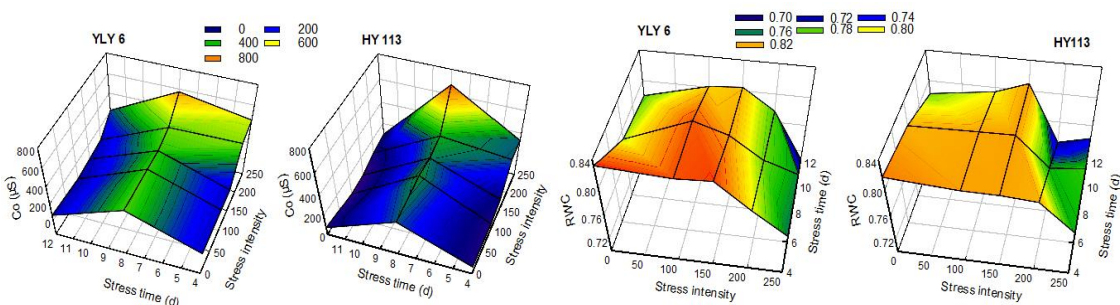 YLY 6
0 200
400 600
800
HY 113
Co (µS)
800
600
400
200
0
12 11 10 9 8 7 6 5 4
Stress time (d)
0
50
100
150
200
250
Stress intensity
800
600
400
200
0
12 11 10 9 8 7 6 5 4
Stress time (d)
0
50
100
150
200
250
Stress intensity
Co (µS)
YLY 6
0.70 0.72 0.74
0.76 0.78 0.80
0.82
HY113
RWC
0.84
0.80
0.76
0.72
0 50 100 150 200 250
Stress intensity
4
6
8
10
12
Stress time (d)
RWC
0.84
0.80
0.76
0.72
0 50 100 150 200 250
Stress intensity
4
6
8
10
12
Stress time (d)